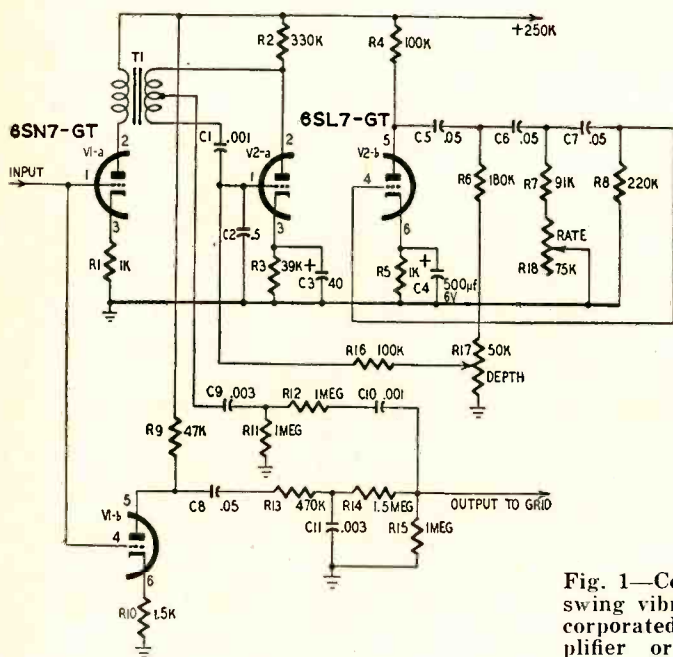 R2 330K
R4 100K
+250K
T1
6SN7-GT
6SL7-GT
C1 .001
2
V2-a
5
V2-b
C5 .05
C6 .05
C7 .05
INPUT
V1-a
2
1
3
1
3
4
6
R6 180K
R7 91K
R8 220K
RATE
R18 75K
C2 .5
R1 1K
R3 39K
+
C3 40
R5 1K
+
C4 500µf 6V
R16 100K
R17 50K
DEPTH
C9 .003
R12 1MEG
C10 .001
R11 1MEG
R9 47K
C8 .05
R13 470K
R14 1.5MEG
OUTPUT TO GRID
C11 .003
R15 1MEG
V1-b
5
4
6
R10 1.5K
Fig. 1—Co
swing vibr
corporated
plifier or